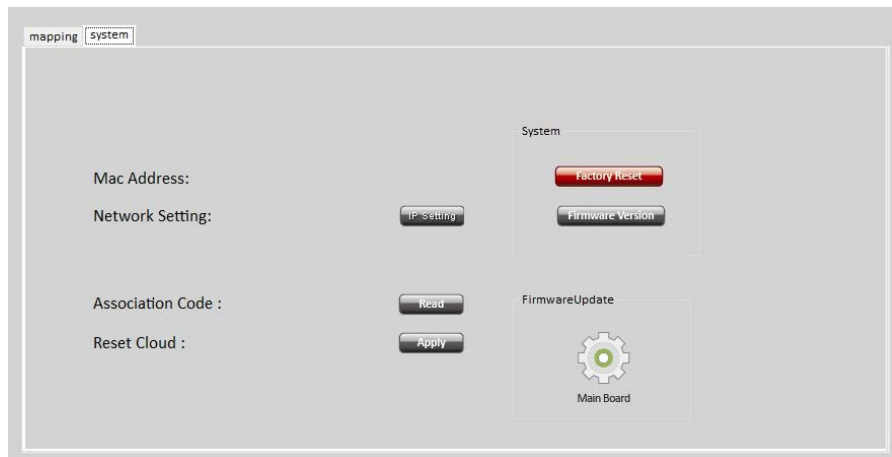 mapping system
System
Mac Address:
Factory Reset
Network Setting:
IP Setting
Firmware Version
Association Code :
Read
FirmwareUpdate
Reset Cloud :
Apply
Main Board